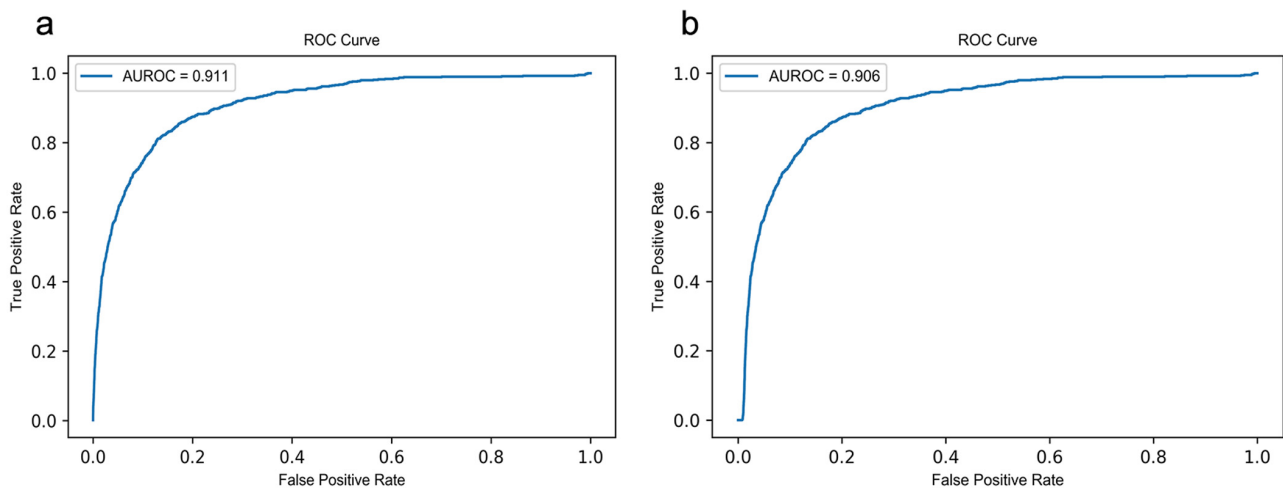 a
ROC Curve
AUROC = 0.911
1.0
0.8
0.6
0.4
0.2
0.0
True Positive Rate
0.0 0.2 0.4 0.6 0.8 1.0
False Positive Rate
b
ROC Curve
AUROC = 0.906
1.0
0.8
0.6
0.4
0.2
0.0
True Positive Rate
0.0 0.2 0.4 0.6 0.8 1.0
False Positive Rate